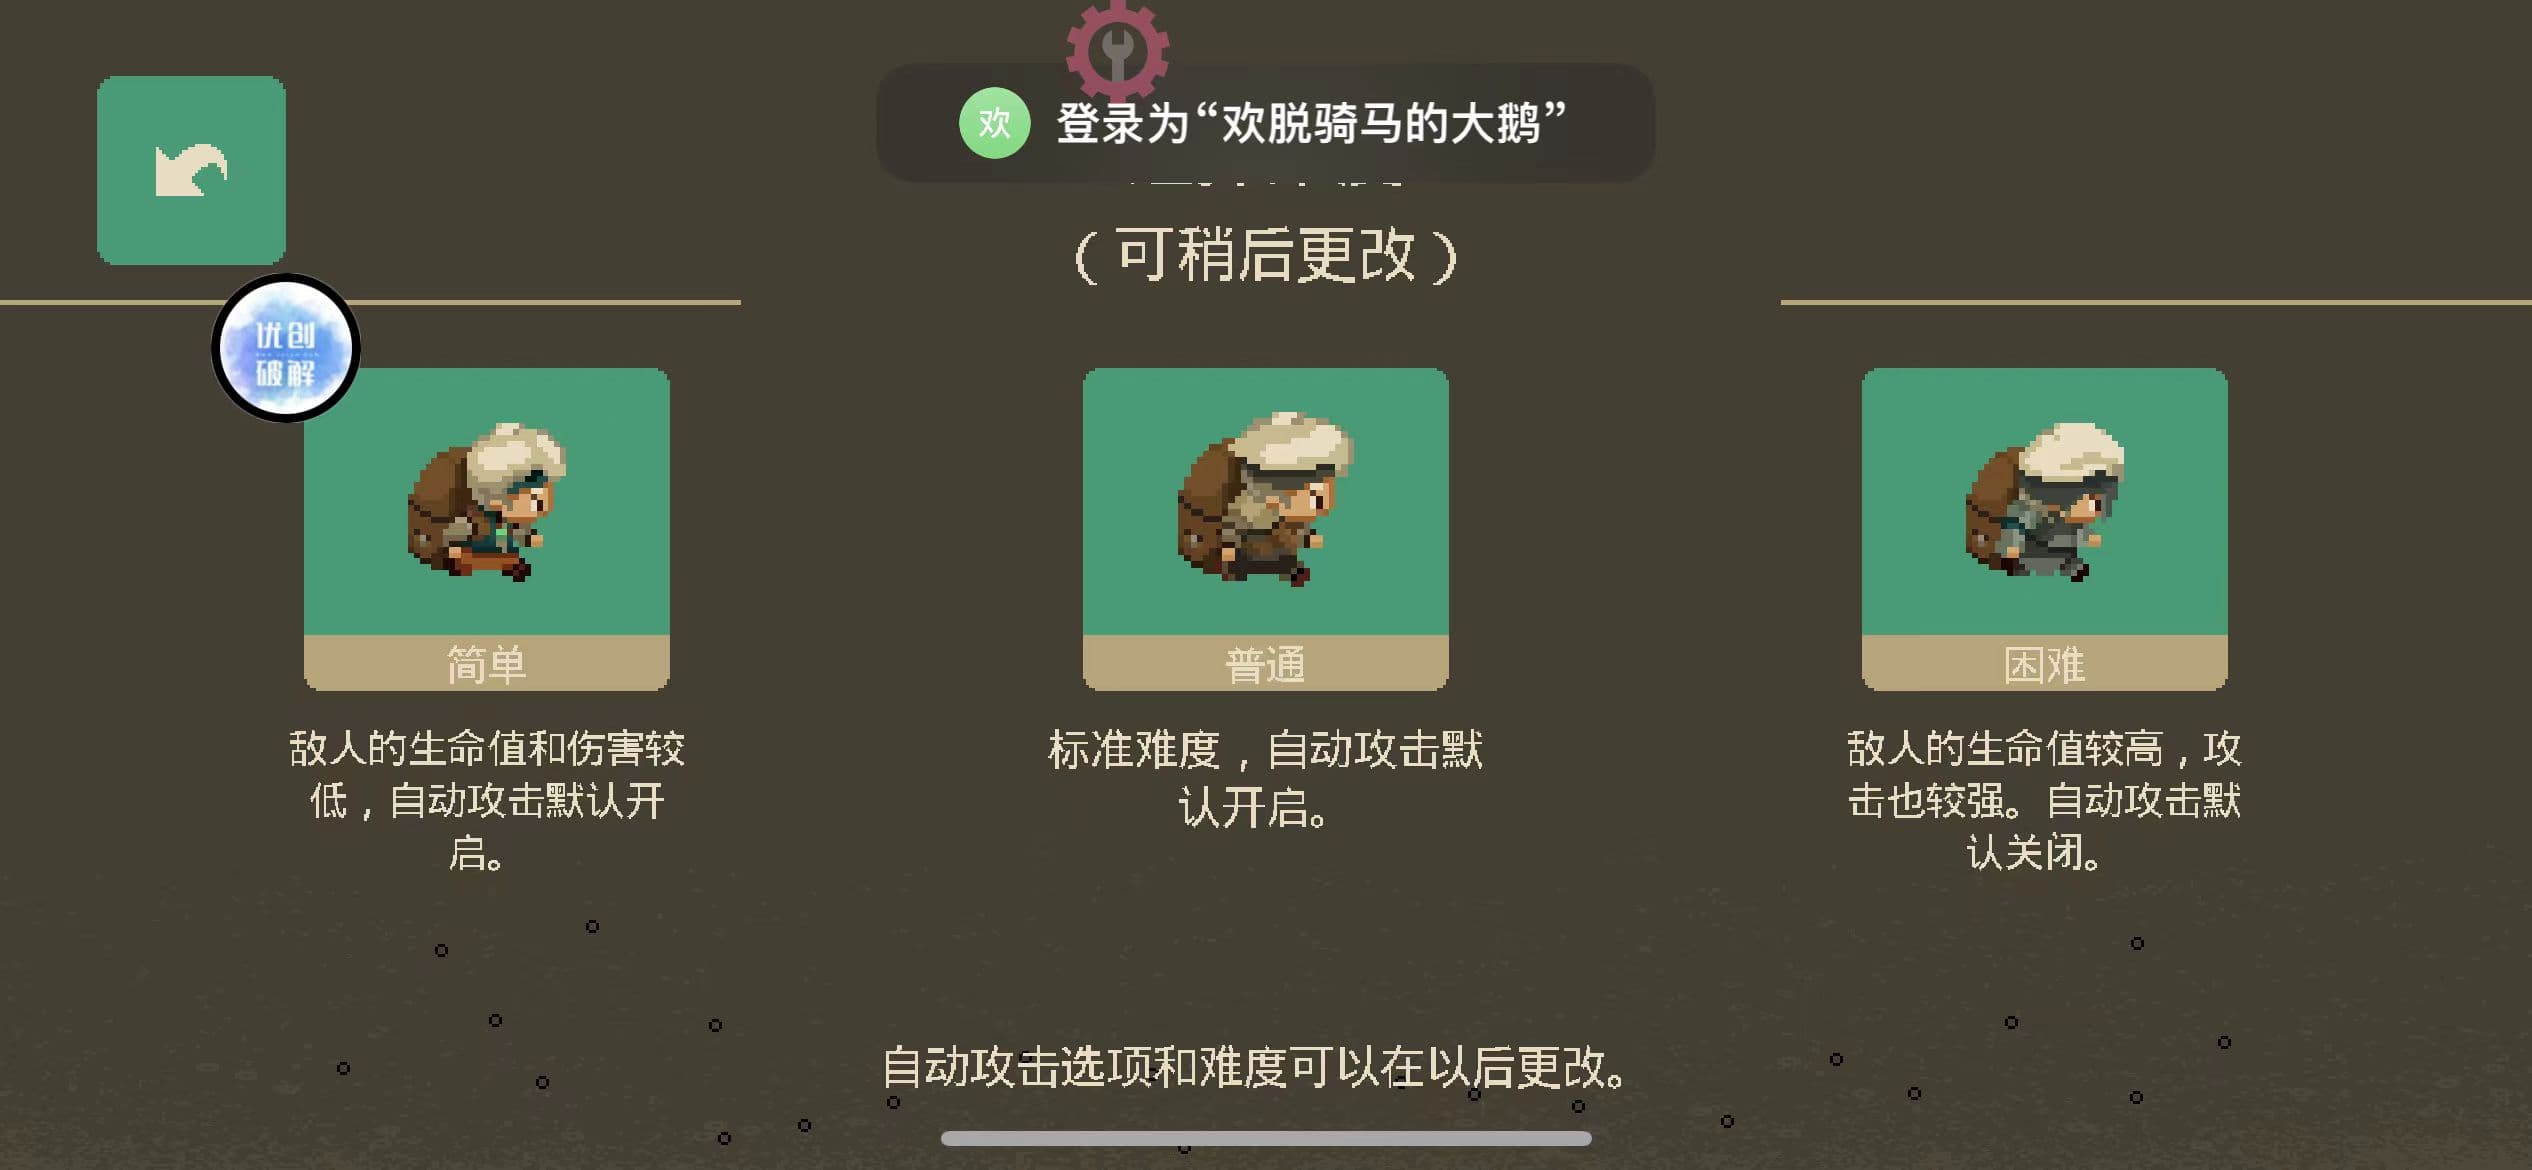 欢 登录为“欢脱骑马的大鹅”
（可稍后更改）
优创
破解
简单
普通
困难
敌人的生命值和伤害较
低，自动攻击默认开
启。
标准难度，自动攻击默
认开启。
敌人的生命值较高，攻
击也较强。自动攻击默
认关闭。
自动攻击选项和难度可以在以后更改。